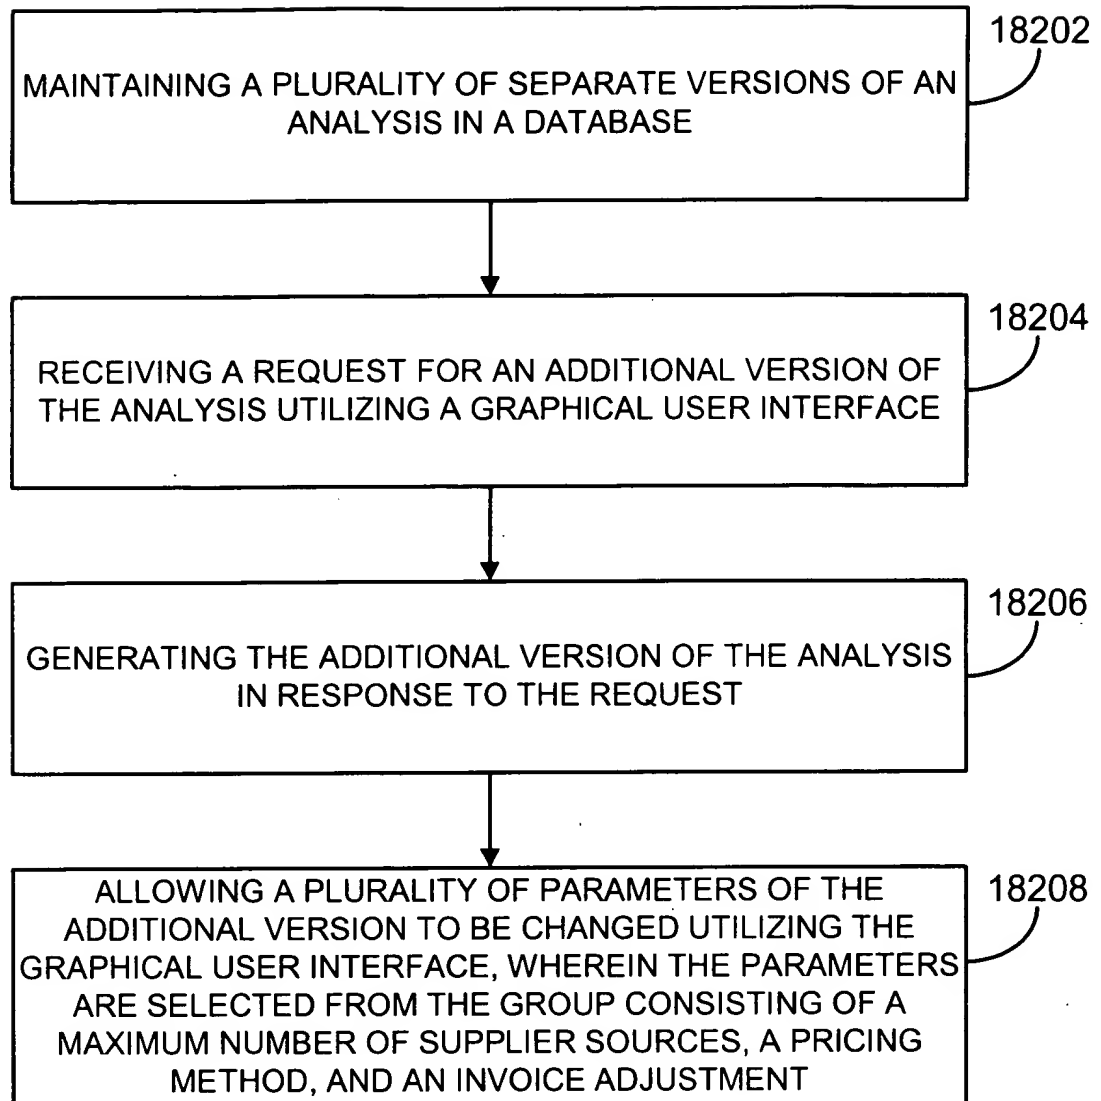 18202
MAINTAINING A PLURALITY OF SEPARATE VERSIONS OF AN
ANALYSIS IN A DATABASE
18204
RECEIVING A REQUEST FOR AN ADDITIONAL VERSION OF
THE ANALYSIS UTILIZING A GRAPHICAL USER INTERFACE
18206
GENERATING THE ADDITIONAL VERSION OF THE ANALYSIS
IN RESPONSE TO THE REQUEST
18208
ALLOWING A PLURALITY OF PARAMETERS OF THE
ADDITIONAL VERSION TO BE CHANGED UTILIZING THE
GRAPHICAL USER INTERFACE, WHEREIN THE PARAMETERS
ARE SELECTED FROM THE GROUP CONSISTING OF A
MAXIMUM NUMBER OF SUPPLIER SOURCES, A PRICING
METHOD, AND AN INVOICE ADJUSTMENT